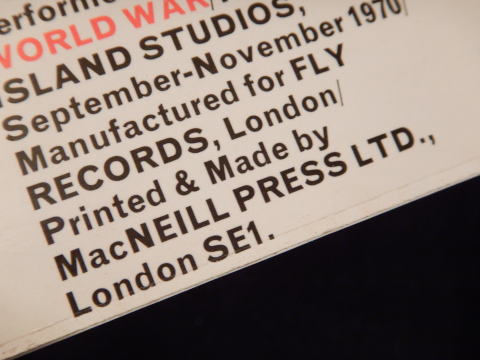 WORLD WAR/
ISLAND STUDIOS,
September-November 1970/
Manufactured for FLY
RECORDS, London/
Printed & Made by
MacNEILL PRESS LTD.,
London SE1.